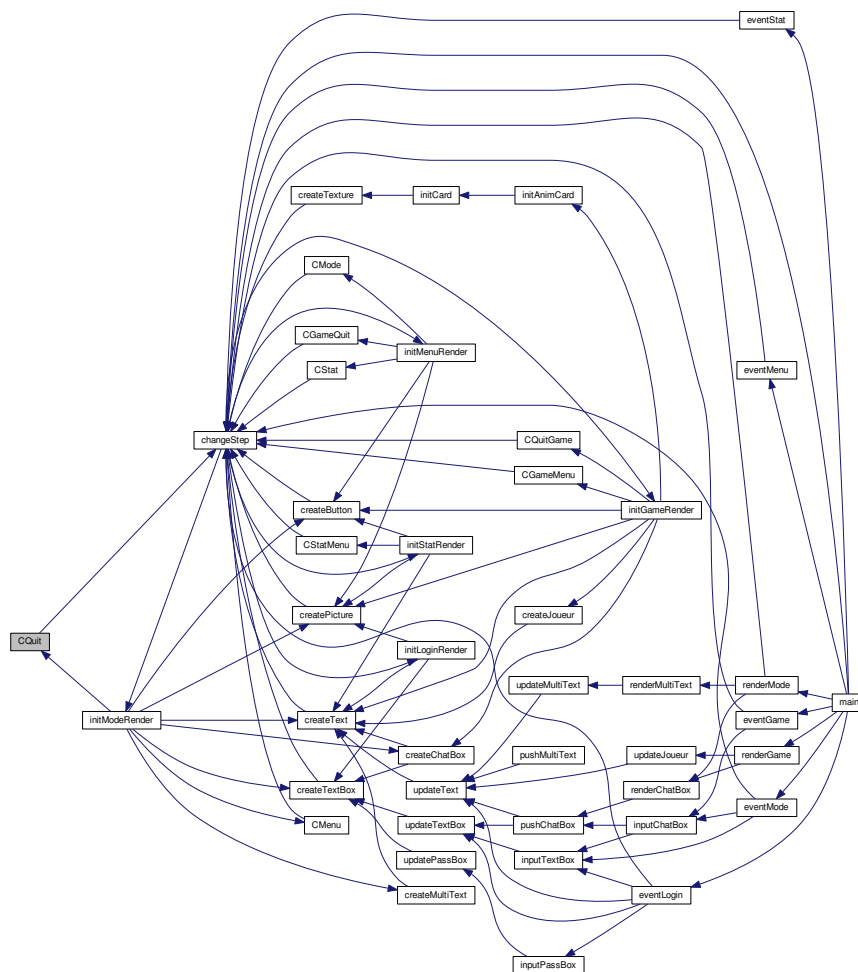 eventStat
createTexture
initCard
initAnimCard
CMode
CGameQuit
initMenuRender
CStat
eventMenu
changeStep
CQuitGame
CGameMenu
createButton
initGameRender
CStatMenu
initStatRender
createPicture
createJoueur
CQuit
initLoginRender
updateMultiText
renderMultiText
renderMode
main
initModeRender
createText
eventGame
createChatBox
pushMultiText
updateJoueur
renderGame
createTextBox
updateText
renderChatBox
eventMode
CMenu
updateTextBox
pushChatBox
inputChatBox
updatePassBox
inputTextBox
createMultiText
eventLogin
inputPassBox